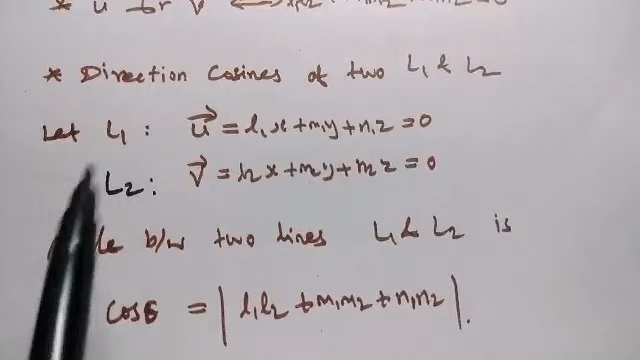 * Direction Cosines of two L₁ & L₂
Let L₁ : u⃗ = l₁x + m₁y + n₁z = 0
L₂ : v⃗ = l₂x + m₂y + n₂z = 0
b/w two lines L₁ & L₂ is
cosθ = | l₁l₂ + m₁m₂ + n₁n₂ | .